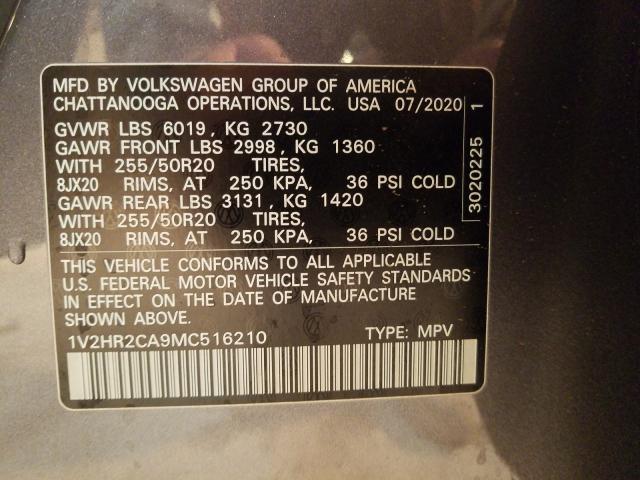 MFD BY VOLKSWAGEN GROUP OF AMERICA
CHATTANOOGA OPERATIONS, LLC. USA 07/2020
GVWR LBS 6019, KG 2730
GAWR FRONT LBS 2998, KG 1360
WITH 255/50R20 TIRES,
8JX20 RIMS, AT 250 KPA, 36 PSI COLD
GAWR REAR LBS 3131, KG 1420
WITH 255/50R20 TIRES,
8JX20 RIMS, AT 250 KPA, 36 PSI COLD
3020225 1
THIS VEHICLE CONFORMS TO ALL APPLICABLE
U.S. FEDERAL MOTOR VEHICLE SAFETY STANDARDS
IN EFFECT ON THE DATE OF MANUFACTURE
SHOWN ABOVE.
1V2HR2CA9MC516210 TYPE: MPV